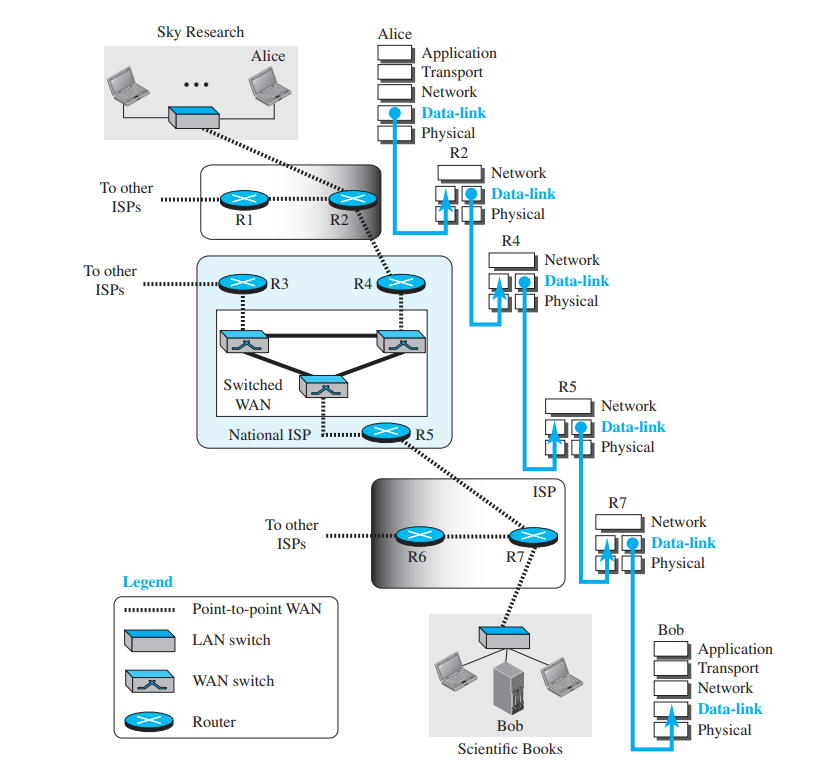 Sky Research
Alice
Alice
Application
Transport
Network
Data-link
Physical
R2
Network
Data-link
Physical
To other
ISPs
R1
R2
R4
Network
Data-link
Physical
To other
ISPs
R3
R4
Switched
WAN
National ISP
R5
R5
Network
Data-link
Physical
ISP
To other
ISPs
R6
R7
R7
Network
Data-link
Physical
Legend
Point-to-point WAN
LAN switch
WAN switch
Router
Bob
Scientific Books
Bob
Application
Transport
Network
Data-link
Physical